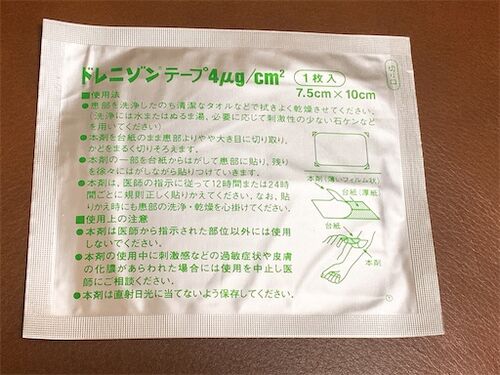 ドレニゾン®テープ4μg/cm² 1枚入
7.5cm×10cm
■使用法
●患部を洗浄したのち清潔なタオルなどで拭きよく乾燥させてください。
(洗浄には水またはぬるま湯、必要に応じて刺激性の少ない石ケンなど
を用いてください)
●本剤を台紙のまま患部よりやや大き目に切り取り、
かどをまるく切りそろえます。
●本剤の一部を台紙からはがして患部に貼り、残り
を徐々にはがしながら貼りつけていきます。
●本剤は、医師の指示に従って12時間または24時
間ごとに規則正しく貼りかえてください。なお、貼
りかえ時にも患部の洗浄・乾燥を心掛けてください。
本剤(薄いフィルム状)
台紙(厚紙)
台紙
本剤
■使用上の注意
●本剤は医師から指示された部位以外には使用
しないでください。
●本剤の使用中に刺激感などの過敏症状や皮膚
の化膿があらわれた場合には使用を中止し医
師にご相談ください。
●本剤は直射日光に当てないよう保存してください。